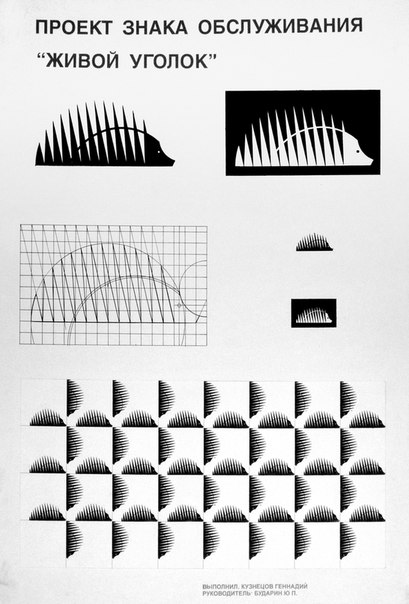 ПРОЕКТ ЗНАКА ОБСЛУЖИВАНИЯ
“ЖИВОЙ УГОЛОК”
ВЫПОЛНИЛ: КУЗНЕЦОВ ГЕННАДИЙ
РУКОВОДИТЕЛЬ: БУДАРИН Ю П.